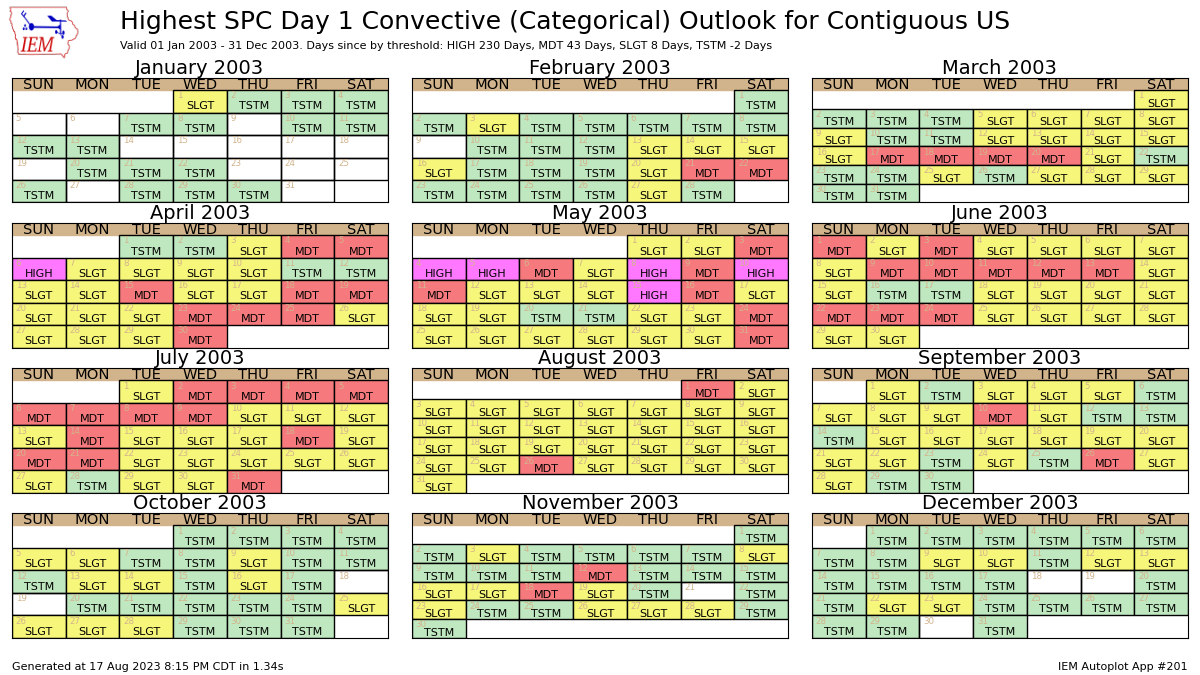 IEM
Highest SPC Day 1 Convective (Categorical) Outlook for Contiguous US
Valid 01 Jan 2003 - 31 Dec 2003. Days since by threshold: HIGH 230 Days, MDT 43 Days, SLGT 8 Days, TSTM -2 Days
January 2003
SUN MON TUE WED THU FRI SAT
SLGT TSTM TSTM TSTM
TSTM TSTM TSTM TSTM
TSTM TSTM
TSTM TSTM TSTM
TSTM TSTM TSTM TSTM
February 2003
SUN MON TUE WED THU FRI SAT
TSTM
TSTM SLGT TSTM TSTM TSTM TSTM TSTM
TSTM TSTM TSTM SLGT SLGT SLGT
SLGT TSTM TSTM TSTM SLGT MDT MDT
TSTM TSTM TSTM TSTM SLGT TSTM
March 2003
SUN MON TUE WED THU FRI SAT
SLGT
TSTM TSTM TSTM SLGT SLGT SLGT SLGT
SLGT TSTM TSTM SLGT SLGT SLGT SLGT
SLGT MDT MDT MDT MDT SLGT TSTM
TSTM TSTM SLGT TSTM SLGT SLGT SLGT
TSTM TSTM
April 2003
SUN MON TUE WED THU FRI SAT
TSTM TSTM SLGT MDT MDT
HIGH SLGT SLGT SLGT SLGT TSTM TSTM
SLGT SLGT MDT SLGT SLGT MDT MDT
SLGT SLGT SLGT MDT MDT MDT SLGT
SLGT SLGT SLGT MDT
May 2003
SUN MON TUE WED THU FRI SAT
SLGT SLGT MDT
HIGH HIGH MDT SLGT HIGH MDT HIGH
MDT SLGT SLGT SLGT HIGH MDT SLGT
SLGT SLGT TSTM TSTM SLGT SLGT MDT
SLGT SLGT SLGT SLGT SLGT SLGT MDT
June 2003
SUN MON TUE WED THU FRI SAT
MDT SLGT MDT SLGT SLGT SLGT SLGT
SLGT MDT MDT MDT MDT MDT SLGT
SLGT TSTM TSTM SLGT SLGT SLGT SLGT
MDT MDT MDT SLGT SLGT SLGT SLGT
SLGT SLGT
July 2003
SUN MON TUE WED THU FRI SAT
SLGT MDT MDT MDT MDT
MDT MDT MDT MDT SLGT SLGT SLGT
SLGT MDT SLGT SLGT SLGT MDT SLGT
MDT MDT SLGT SLGT SLGT SLGT SLGT
SLGT TSTM SLGT SLGT MDT
August 2003
SUN MON TUE WED THU FRI SAT
MDT SLGT
SLGT SLGT SLGT SLGT SLGT SLGT SLGT
SLGT SLGT SLGT SLGT SLGT SLGT SLGT
SLGT SLGT SLGT SLGT SLGT SLGT SLGT
SLGT SLGT MDT SLGT SLGT SLGT SLGT
SLGT
September 2003
SUN MON TUE WED THU FRI SAT
SLGT TSTM SLGT SLGT SLGT TSTM
SLGT SLGT SLGT MDT SLGT TSTM TSTM
TSTM SLGT SLGT SLGT SLGT SLGT SLGT
SLGT SLGT TSTM SLGT TSTM MDT SLGT
SLGT TSTM TSTM
October 2003
SUN MON TUE WED THU FRI SAT
TSTM TSTM TSTM TSTM
SLGT SLGT TSTM TSTM SLGT TSTM TSTM
TSTM SLGT SLGT TSTM SLGT TSTM
TSTM TSTM TSTM TSTM TSTM SLGT
SLGT SLGT SLGT TSTM TSTM TSTM
November 2003
SUN MON TUE WED THU FRI SAT
TSTM
TSTM SLGT TSTM TSTM TSTM TSTM SLGT
TSTM TSTM TSTM MDT TSTM TSTM TSTM
SLGT SLGT MDT SLGT TSTM TSTM
SLGT TSTM TSTM SLGT SLGT SLGT TSTM
TSTM
December 2003
SUN MON TUE WED THU FRI SAT
TSTM TSTM TSTM TSTM TSTM TSTM
TSTM TSTM SLGT SLGT TSTM SLGT SLGT
TSTM TSTM TSTM TSTM TSTM
TSTM SLGT SLGT TSTM TSTM TSTM TSTM
TSTM TSTM TSTM
Generated at 17 Aug 2023 8:15 PM CDT in 1.34s
IEM Autoplot App #201